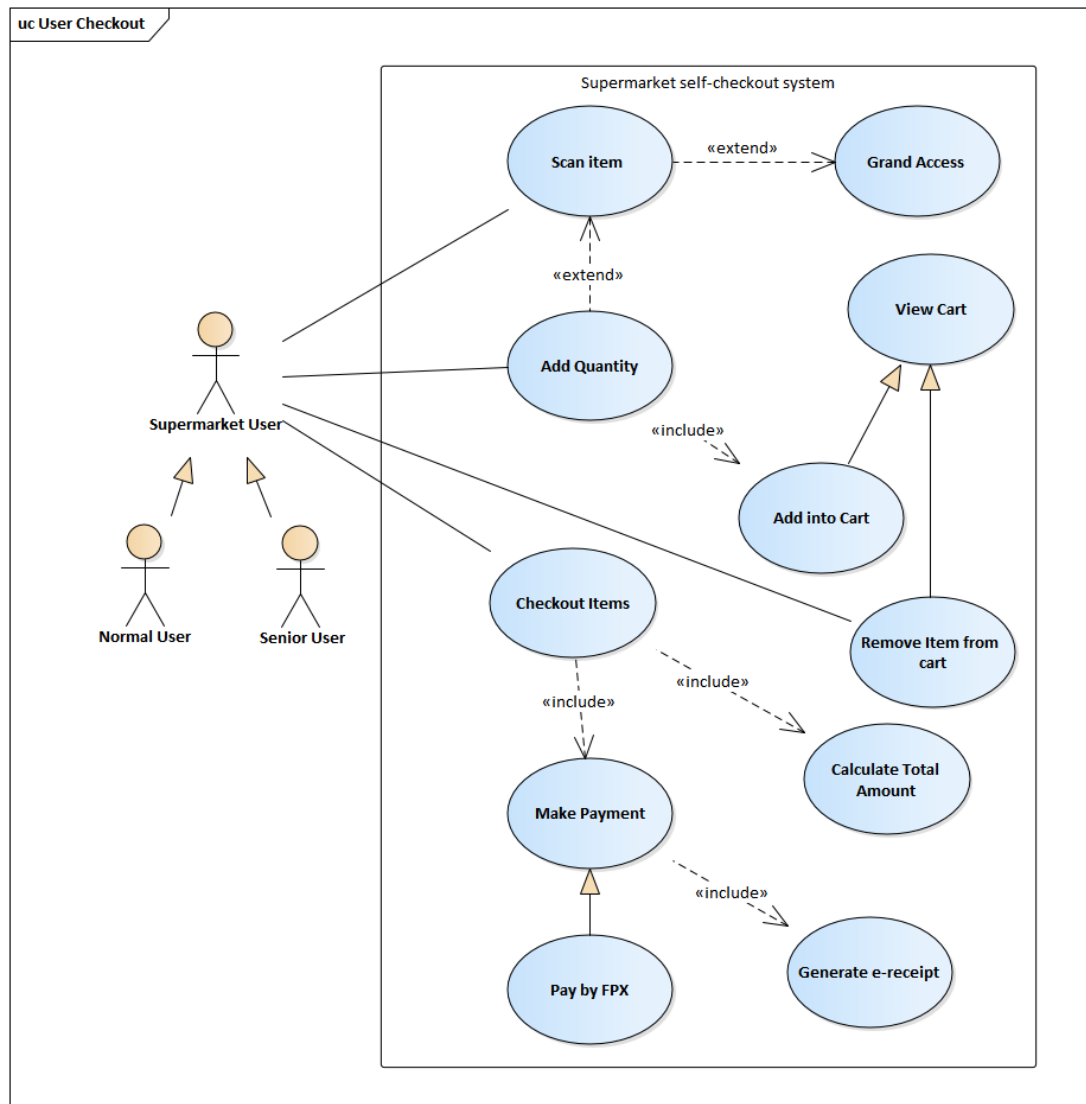 uc User Checkout
Supermarket self-checkout system
Scan item
«extend»
Grand Access
«extend»
View Cart
Add Quantity
Supermarket User
«include»
Add into Cart
Normal User
Senior User
Checkout Items
Remove Item from
cart
«include»
«include»
Calculate Total
Amount
Make Payment
«include»
Pay by FPX
Generate e-receipt